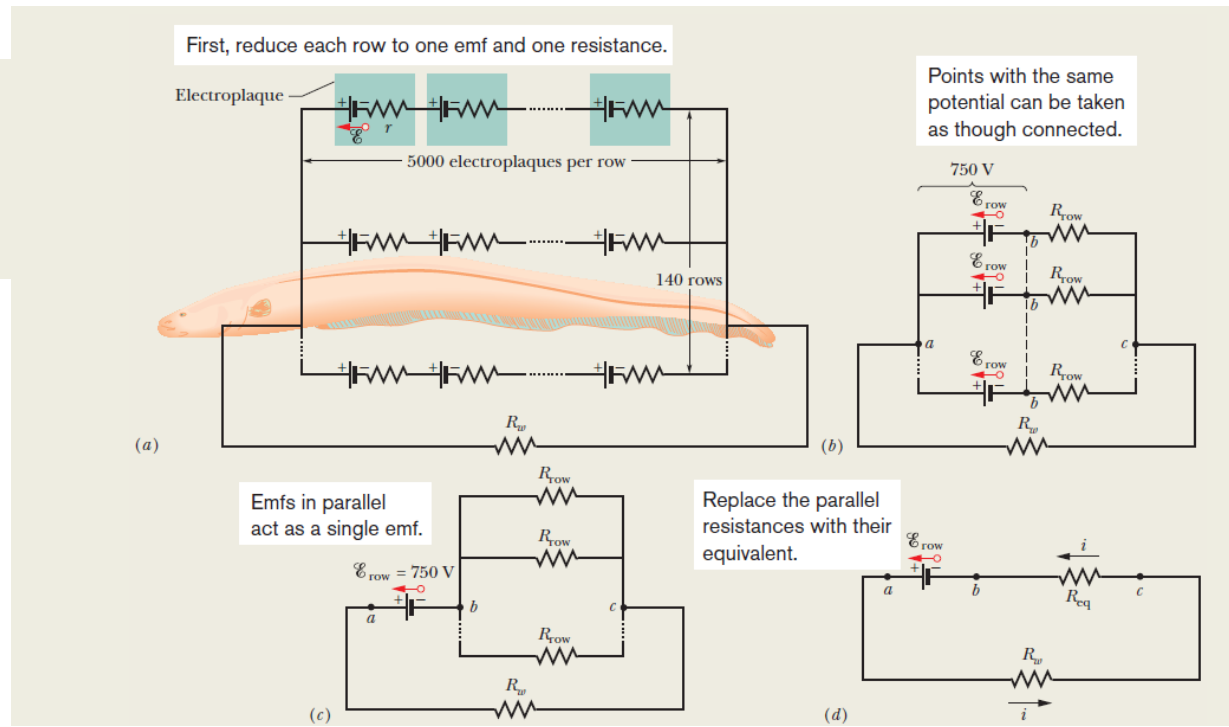 First, reduce each row to one emf and one resistance.
Electroplaque
+ − + − + −
ℰ r
5000 electroplaques per row
+ − + − + −
140 rows
+ − + − + −
R_w
(a)
Points with the same
potential can be taken
as though connected.
750 V
ℰ_row R_row
+ − b
ℰ_row R_row
+ − b
a c
ℰ_row R_row
+ − b
R_w
(b)
Emfs in parallel
act as a single emf.
R_row
R_row
ℰ_row = 750 V
+ −
a b c
R_row
R_w
(c)
Replace the parallel
resistances with their
equivalent.
ℰ_row i
+ −
a b R_eq c
R_w
i
(d)